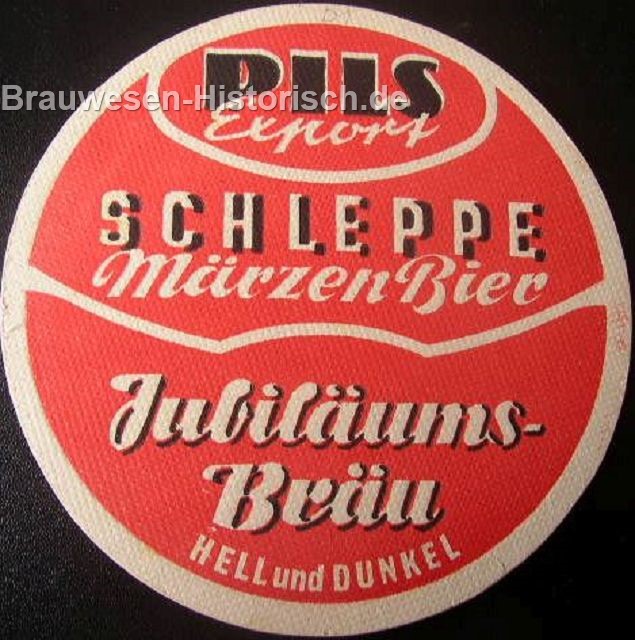 PILS
Brauwesen-Historisch.de
Export
SCHLEPPE
Märzen Bier
Jubiläums-
Bräu
HELL und DUNKEL